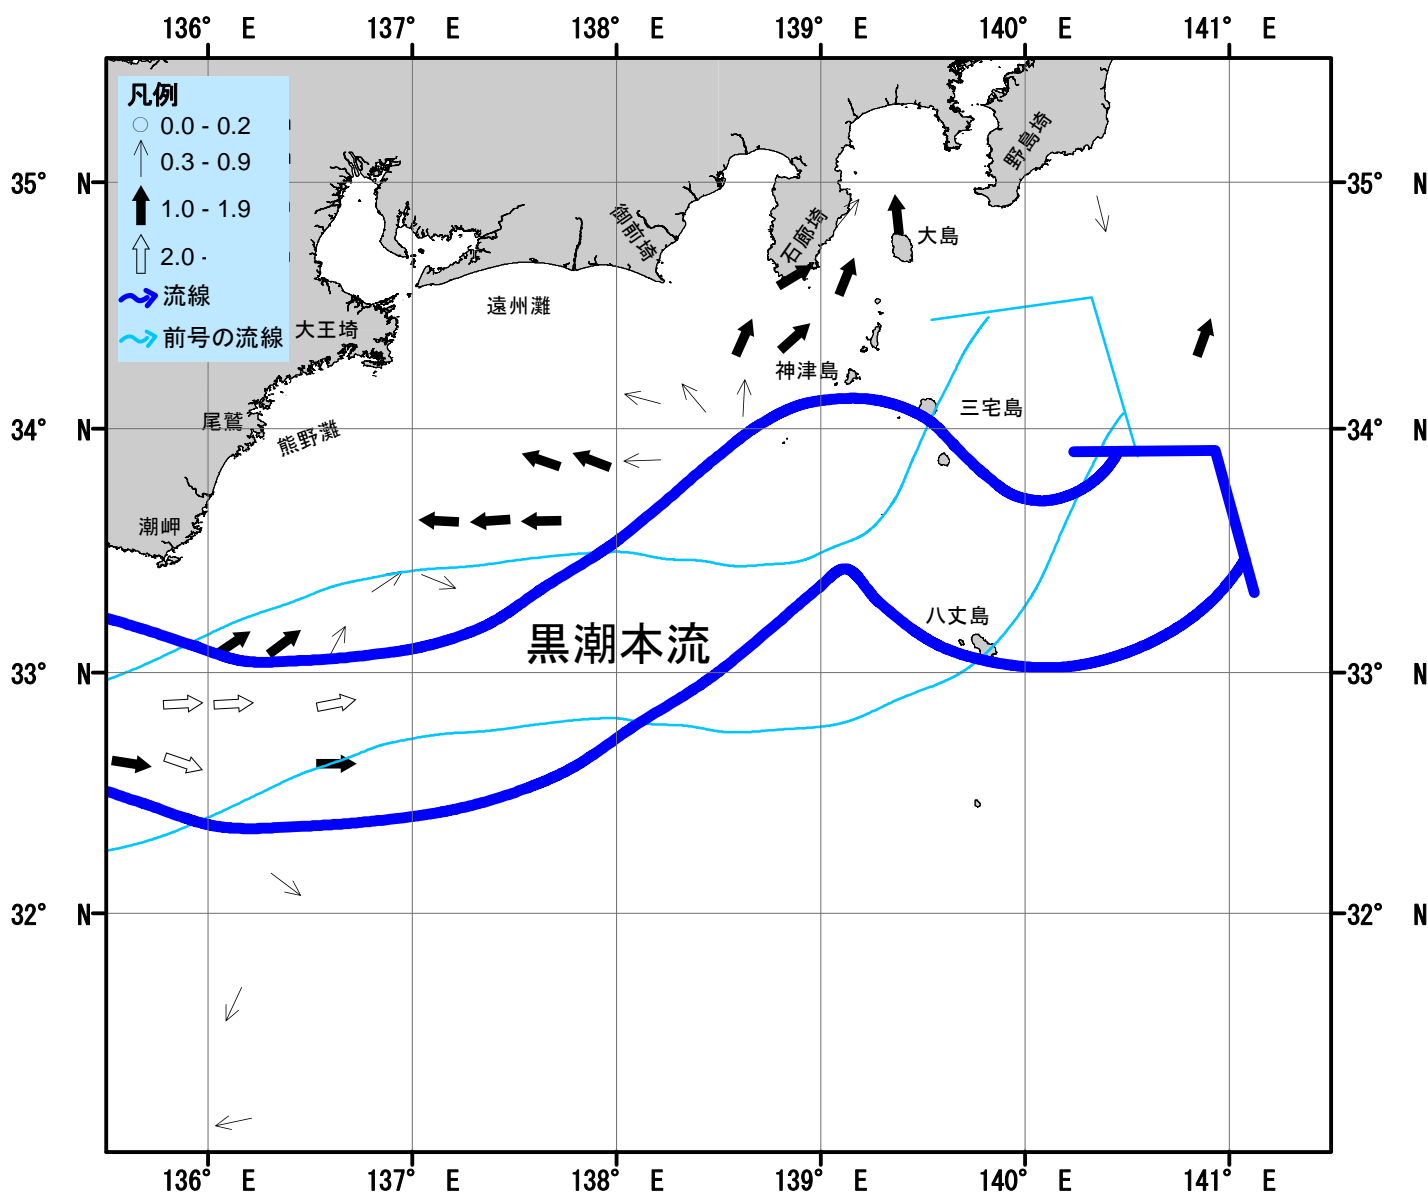 136° E 137° E 138° E 139° E 140° E 141° E
凡例
0.0 - 0.2
0.3 - 0.9
1.0 - 1.9
2.0 -
流線
前号の流線
野島埼
35° N
35° N
御前埼
石廊埼
大島
遠州灘
大王埼
神津島
三宅島
尾鷲
熊野灘
34° N
34° N
潮岬
八丈島
黒潮本流
33° N
33° N
32° N
32° N
136° E 137° E 138° E 139° E 140° E 141° E